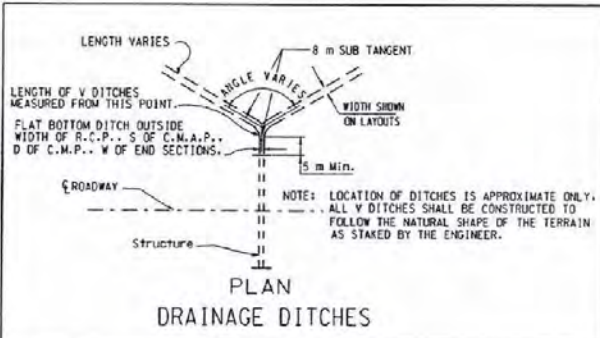 LENGTH VARIES
8 m SUB TANGENT
ANGLE VARIES
LENGTH OF V DITCHES
MEASURED FROM THIS POINT.
WIDTH SHOWN
ON LAYOUTS
FLAT BOTTOM DITCH OUTSIDE
WIDTH OF R.C.P.. S OF C.M.A.P..
D OF C.M.P.. W OF END SECTIONS.
5 m Min.
℄ ROADWAY
NOTE: LOCATION OF DITCHES IS APPROXIMATE ONLY.
ALL V DITCHES SHALL BE CONSTRUCTED TO
FOLLOW THE NATURAL SHAPE OF THE TERRAIN
AS STAKED BY THE ENGINEER.
Structure
PLAN
DRAINAGE DITCHES